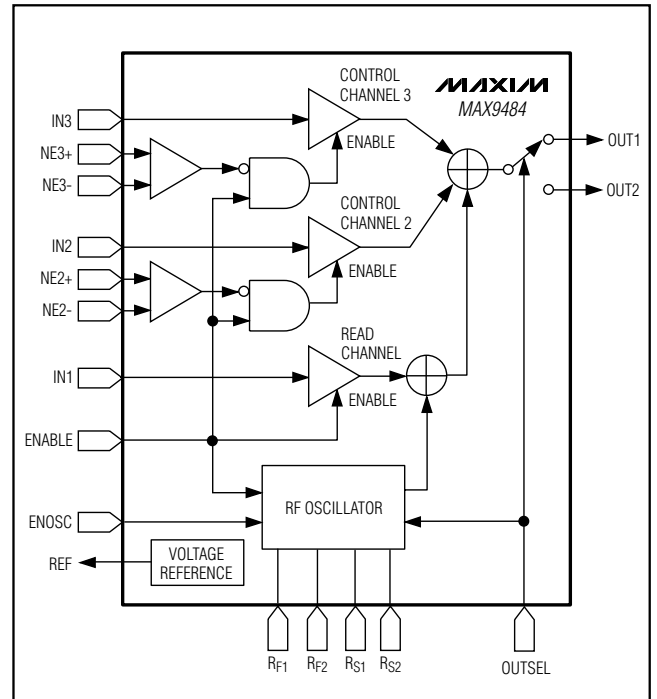 CONTROL
CHANNEL 3
MAXIM
MAX9484
IN3
NE3+
NE3-
ENABLE
OUT1
OUT2
CONTROL
CHANNEL 2
IN2
NE2+
NE2-
ENABLE
READ
CHANNEL
IN1
ENABLE
ENABLE
ENOSC
RF OSCILLATOR
REF
VOLTAGE
REFERENCE
RF1
RF2
RS1
RS2
OUTSEL